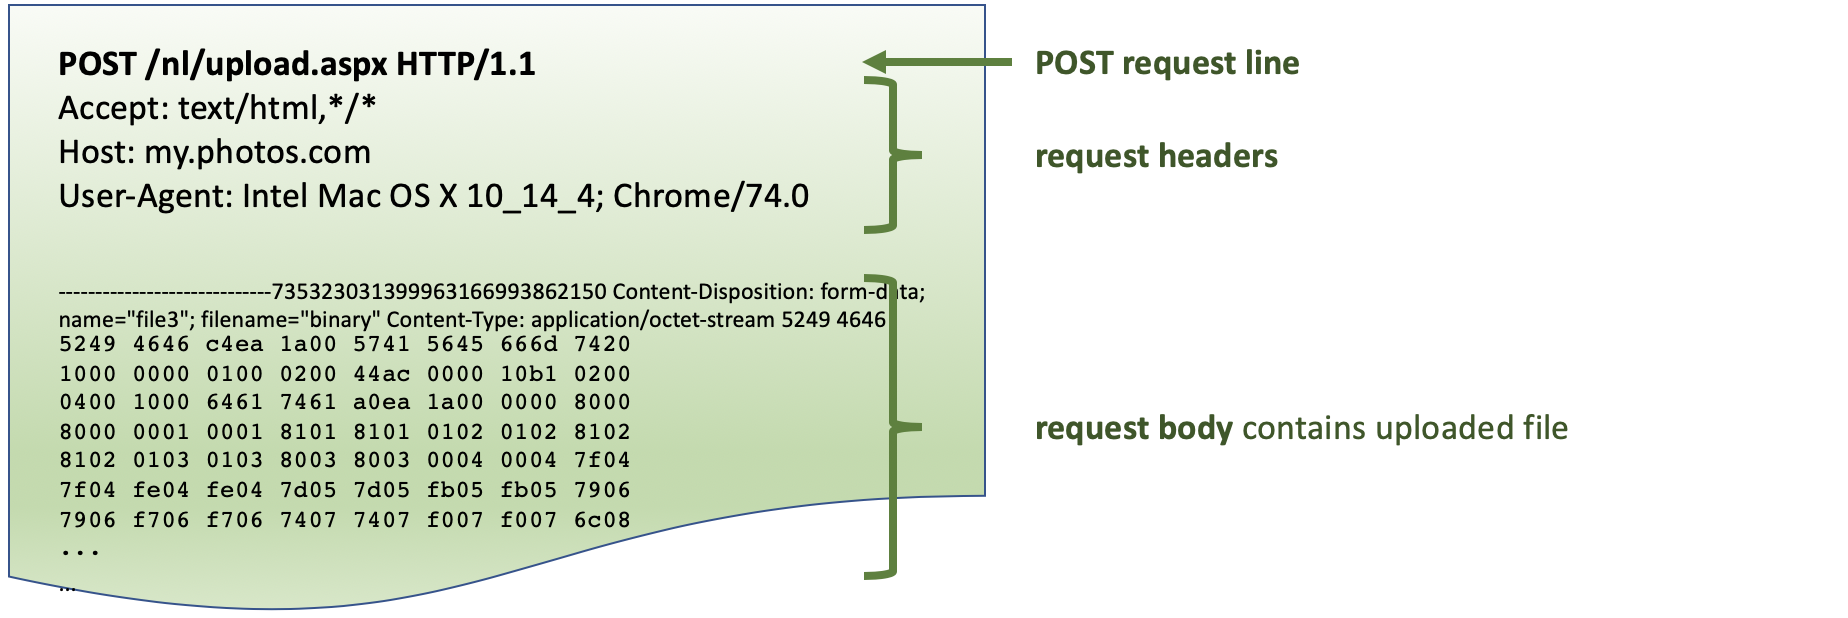 POST /nl/upload.aspx HTTP/1.1
POST request line
Accept: text/html,*/*
Host: my.photos.com
request headers
User-Agent: Intel Mac OS X 10_14_4; Chrome/74.0
-----------------------------735323031399963166993862150 Content-Disposition: form-data;
name="file3"; filename="binary" Content-Type: application/octet-stream 5249 4646
5249 4646 c4ea 1a00 5741 5645 666d 7420
1000 0000 0100 0200 44ac 0000 10b1 0200
0400 1000 6461 7461 a0ea 1a00 0000 8000
8000 0001 0001 8101 8101 0102 0102 8102
request body contains uploaded file
8102 0103 0103 8003 8003 0004 0004 7f04
7f04 fe04 fe04 7d05 7d05 fb05 fb05 7906
7906 f706 f706 7407 7407 f007 f007 6c08
...
...